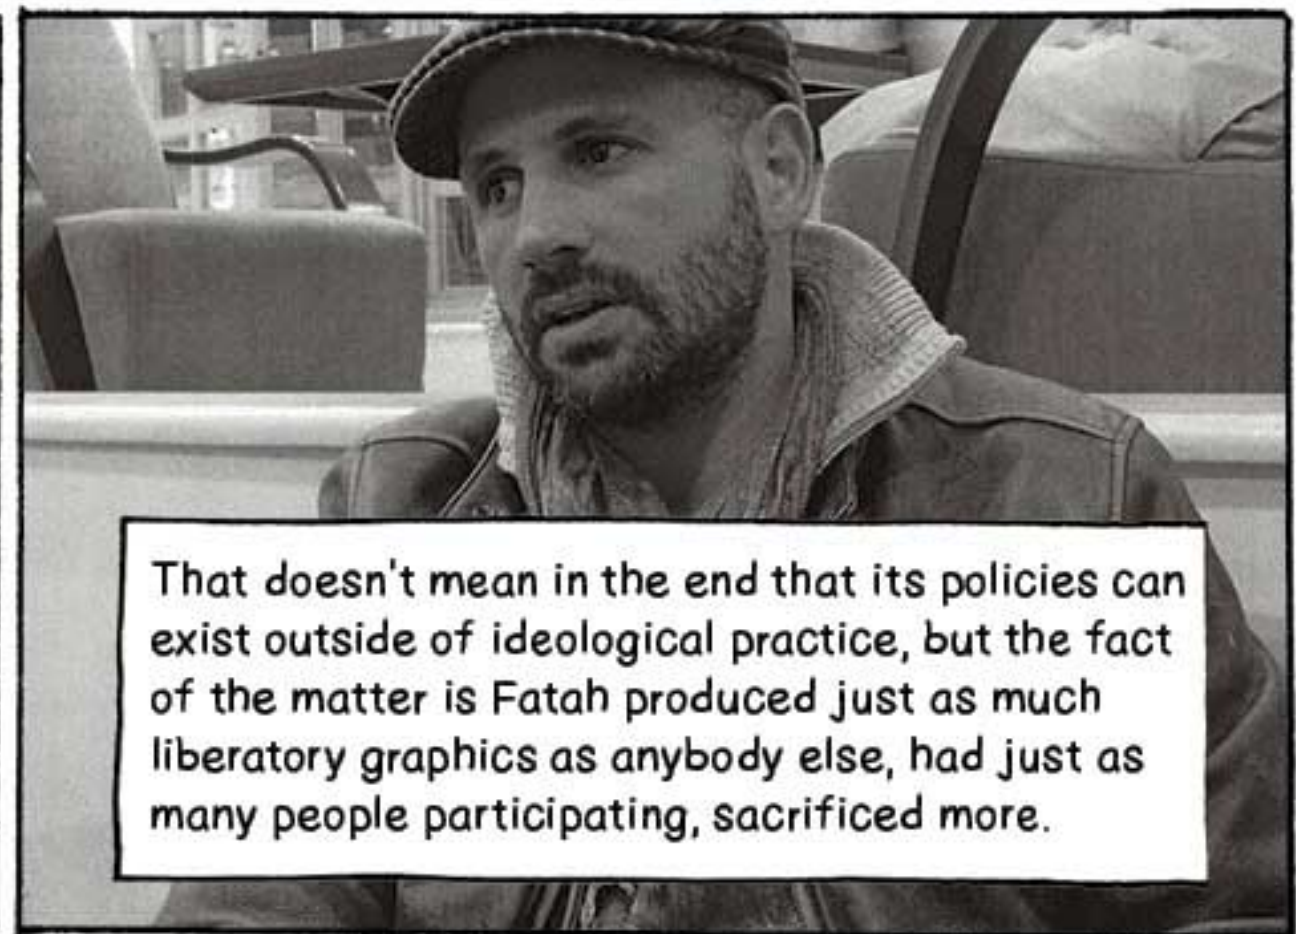 That doesn't mean in the end that its policies can
exist outside of ideological practice, but the fact
of the matter is Fatah produced just as much
liberatory graphics as anybody else, had just as
many people participating, sacrificed more.